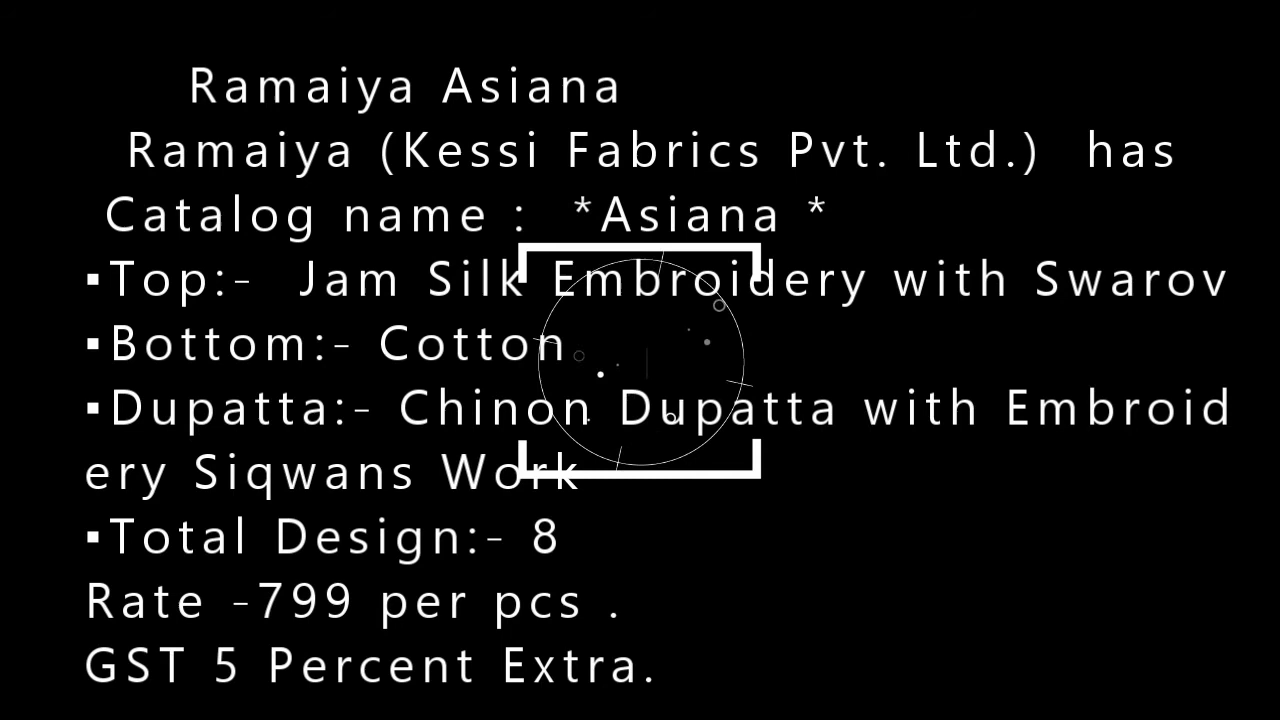 Ramaiya Asiana
Ramaiya (Kessi Fabrics Pvt. Ltd.) has
Catalog name : *Asiana *
▪Top:- Jam Silk Embroidery with Swarov
▪Bottom:- Cotton
▪Dupatta:- Chinon Dupatta with Embroid
ery Siqwans Work
▪Total Design:- 8
Rate -799 per pcs .
GST 5 Percent Extra.